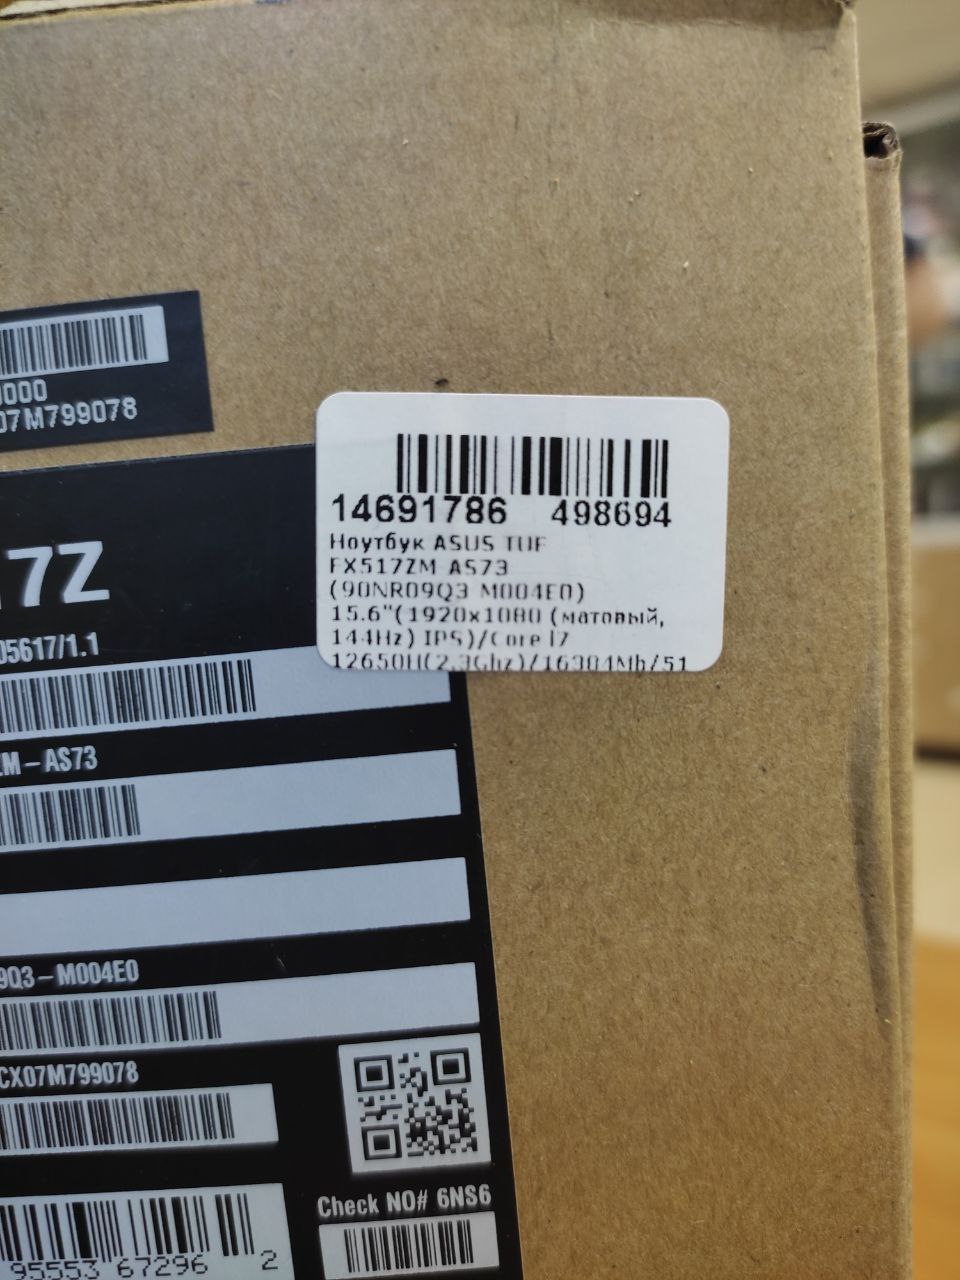 0000
07M799078
14691786 498694
Ноутбук ASUS TUF
FX517ZM-AS73
(90NR09Q3-M004E0)
15.6"(1920x1080 (матовый,
144Hz) IPS)/Core i7
12650H(2.3Ghz)/16384Mb/51
17Z
05617/1.1
ZM-AS73
9Q3-M004E0
CX07M799078
Check NO# 6NS6
95553 67296 2